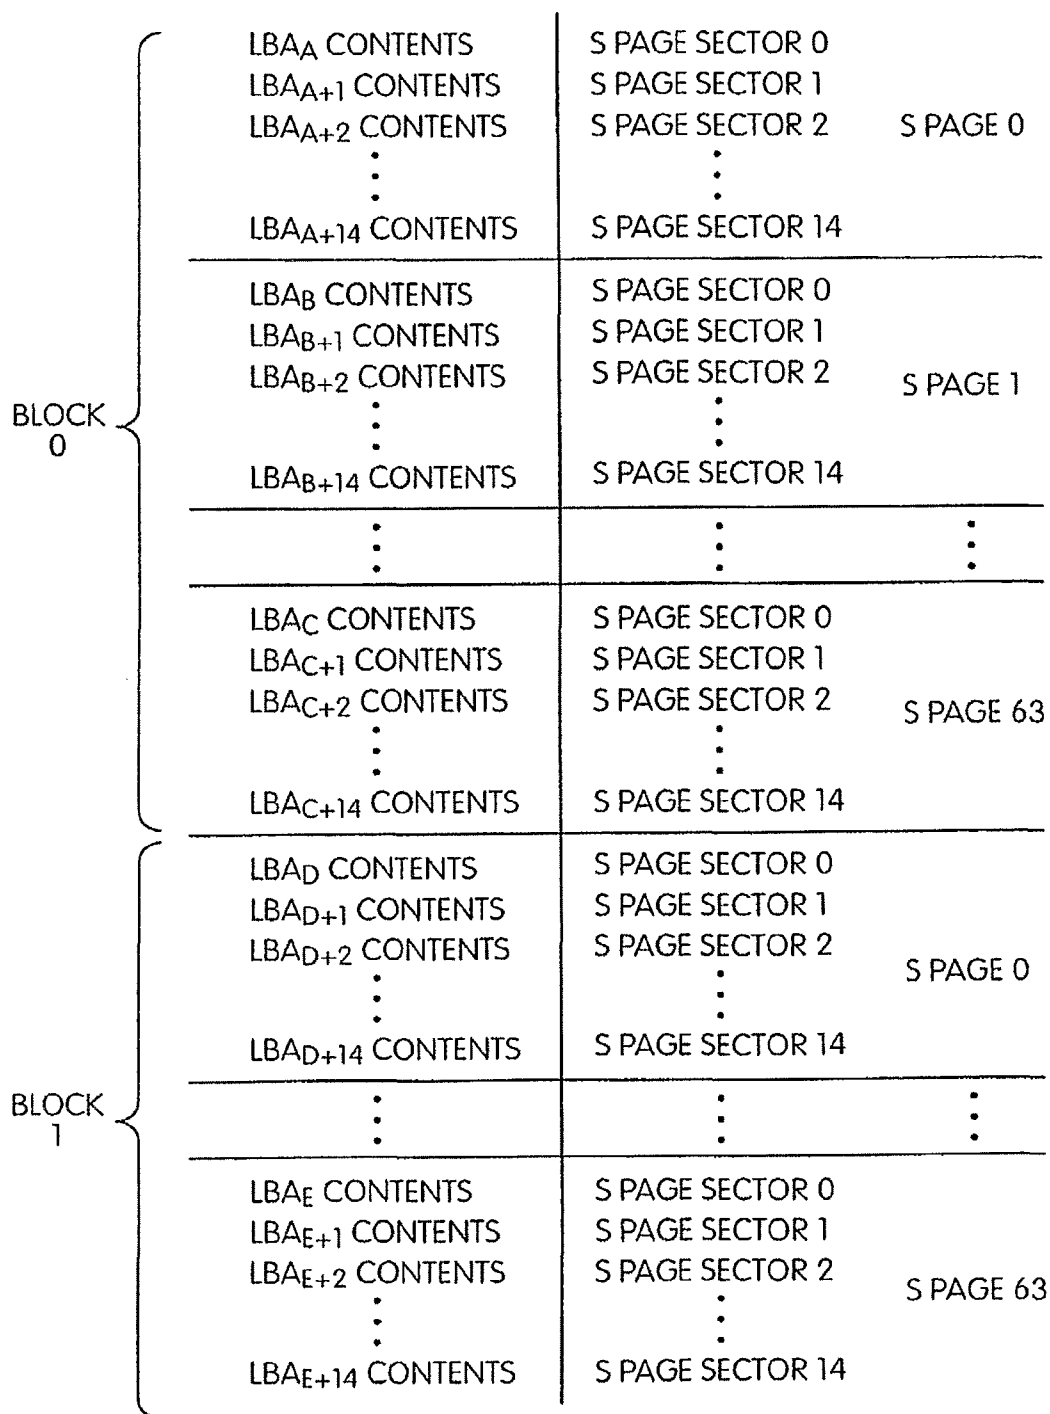 LBAA CONTENTS S PAGE SECTOR 0
LBAA+1 CONTENTS S PAGE SECTOR 1
LBAA+2 CONTENTS S PAGE SECTOR 2 S PAGE 0
LBAA+14 CONTENTS S PAGE SECTOR 14
LBAB CONTENTS S PAGE SECTOR 0
LBAB+1 CONTENTS S PAGE SECTOR 1
LBAB+2 CONTENTS S PAGE SECTOR 2 S PAGE 1
BLOCK
0
LBAB+14 CONTENTS S PAGE SECTOR 14
LBAC CONTENTS S PAGE SECTOR 0
LBAC+1 CONTENTS S PAGE SECTOR 1
LBAC+2 CONTENTS S PAGE SECTOR 2 S PAGE 63
LBAC+14 CONTENTS S PAGE SECTOR 14
LBAD CONTENTS S PAGE SECTOR 0
LBAD+1 CONTENTS S PAGE SECTOR 1
LBAD+2 CONTENTS S PAGE SECTOR 2 S PAGE 0
LBAD+14 CONTENTS S PAGE SECTOR 14
BLOCK
1
LBAE CONTENTS S PAGE SECTOR 0
LBAE+1 CONTENTS S PAGE SECTOR 1
LBAE+2 CONTENTS S PAGE SECTOR 2 S PAGE 63
LBAE+14 CONTENTS S PAGE SECTOR 14